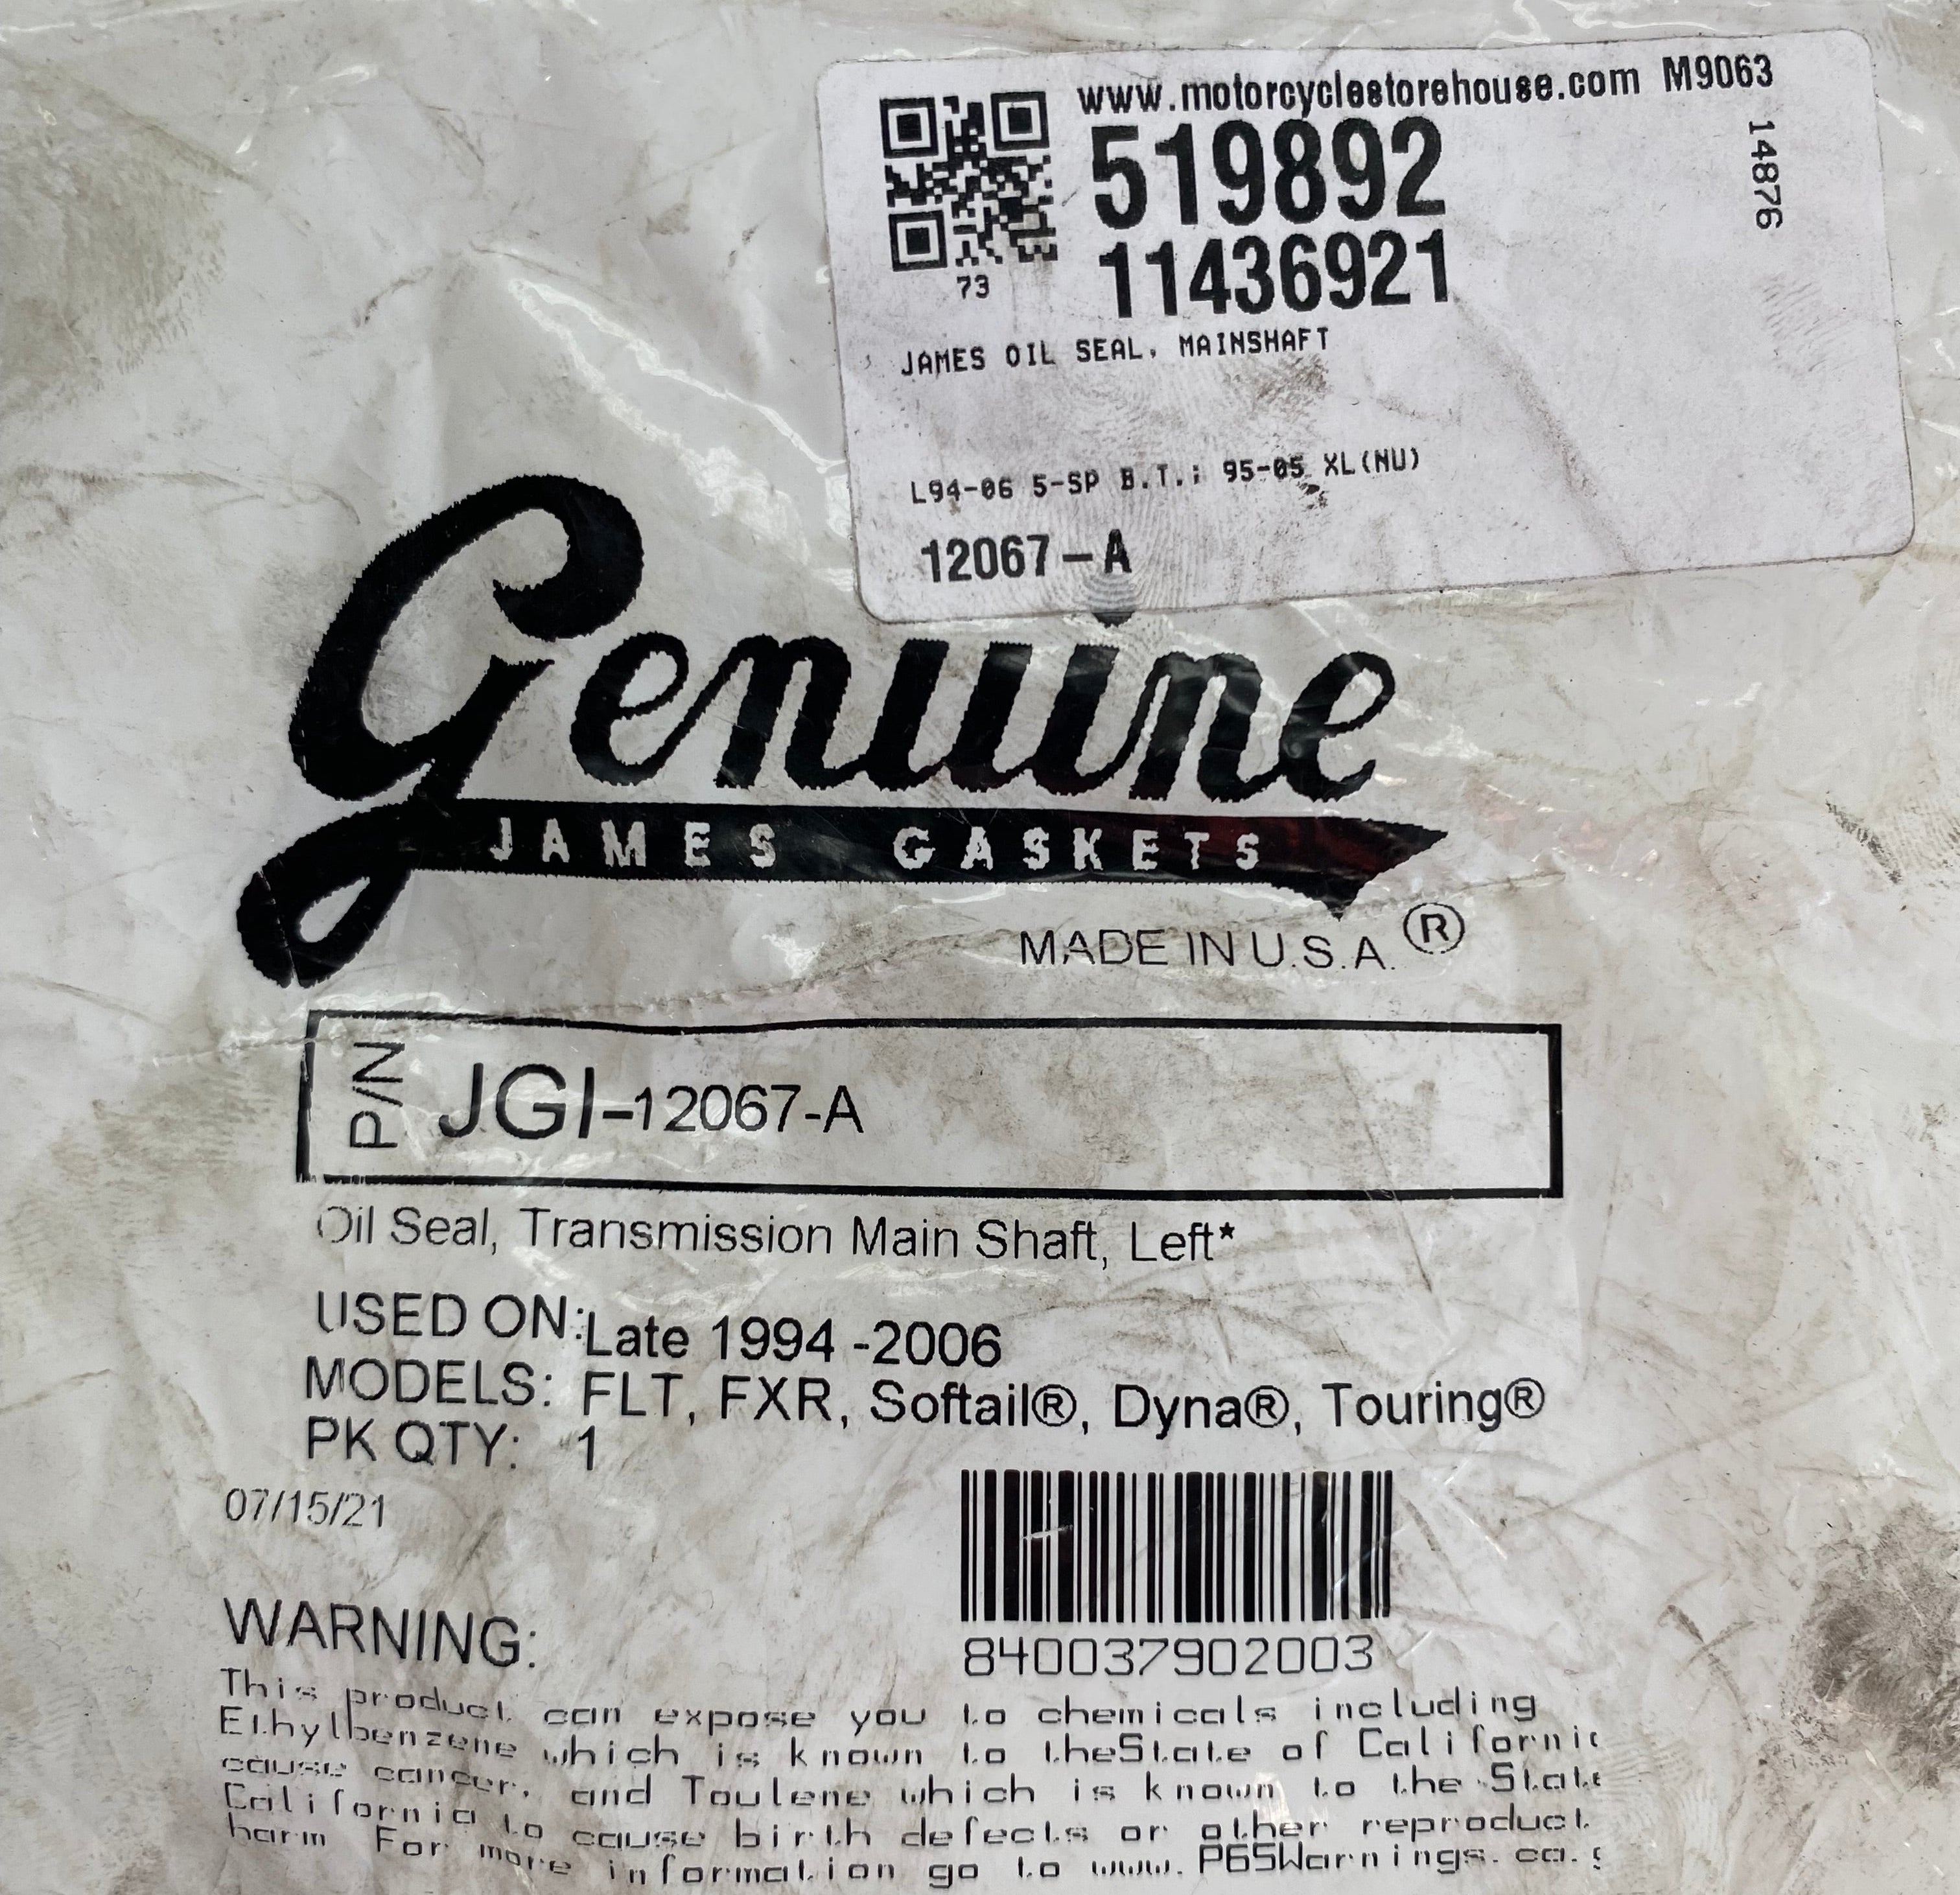 www.motorcyclestorehouse.com M9063
519892
14876
11436921
73
JAMES OIL SEAL, MAINSHAFT
L94-06 5-SP B.T.; 95-05 XL(NU)
12067-A
Genuine
JAMES GASKETS
MADE IN U.S.A. ®
P/N JGI-12067-A
Oil Seal, Transmission Main Shaft, Left*
USED ON: Late 1994 -2006
MODELS: FLT, FXR, Softail®, Dyna®, Touring®
PK QTY: 1
07/15/21
840037902003
WARNING:
This product can expose you to chemicals including
Ethylbenzene which is known to theState of Californi
cause cancer, and Toulene which is known to the State
California to cause birth defects or other reproduct
harm For more information go to www.P65Warnings.ca.g